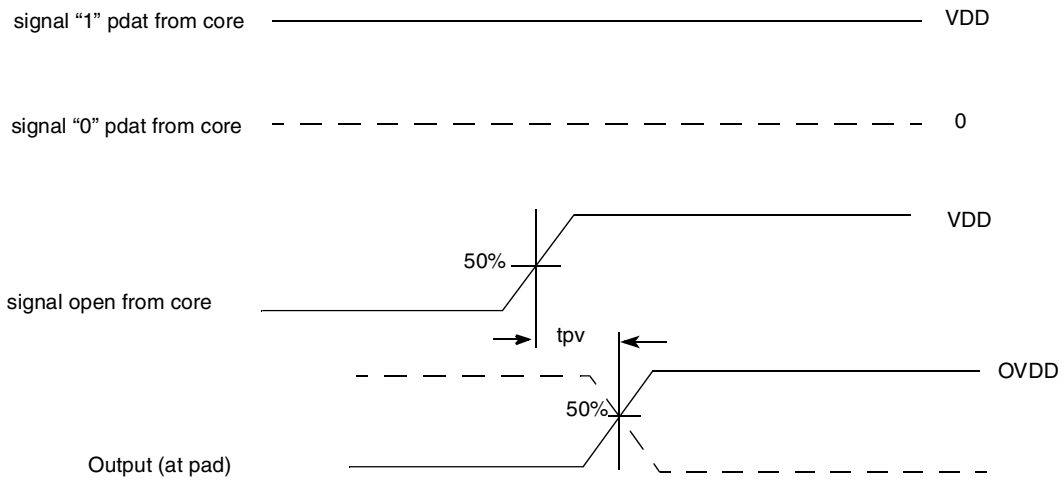 signal “1” pdat from core
VDD
signal “0” pdat from core
0
VDD
50%
signal open from core
tpv
OVDD
50%
Output (at pad)